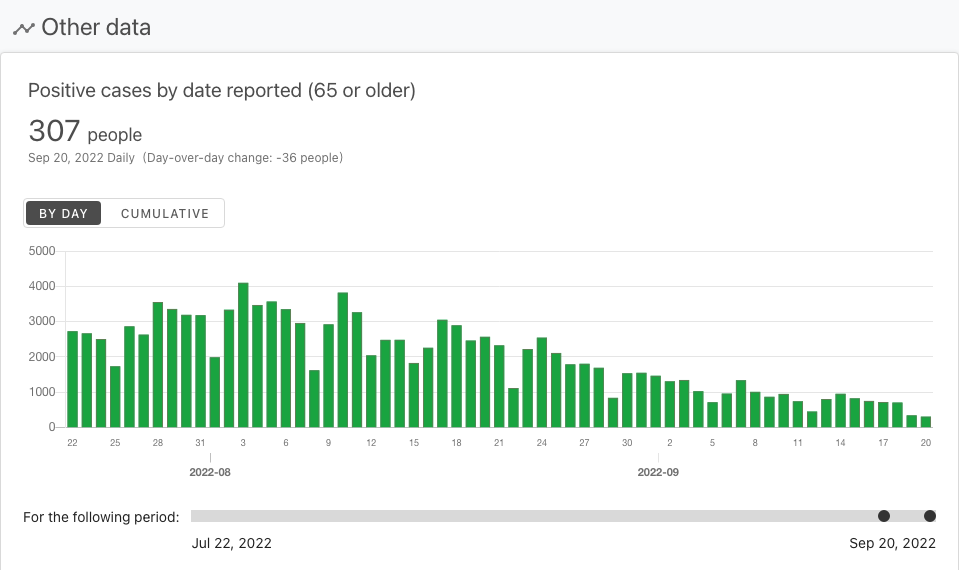 Other data
Positive cases by date reported (65 or older)
307 people
Sep 20, 2022 Daily (Day-over-day change: -36 people)
BY DAY CUMULATIVE
5000
4000
3000
2000
1000
0
22 25 28 31 3 6 9 12 15 18 21 24 27 30 2 5 8 11 14 17 20
2022-08 2022-09
For the following period:
Jul 22, 2022 Sep 20, 2022